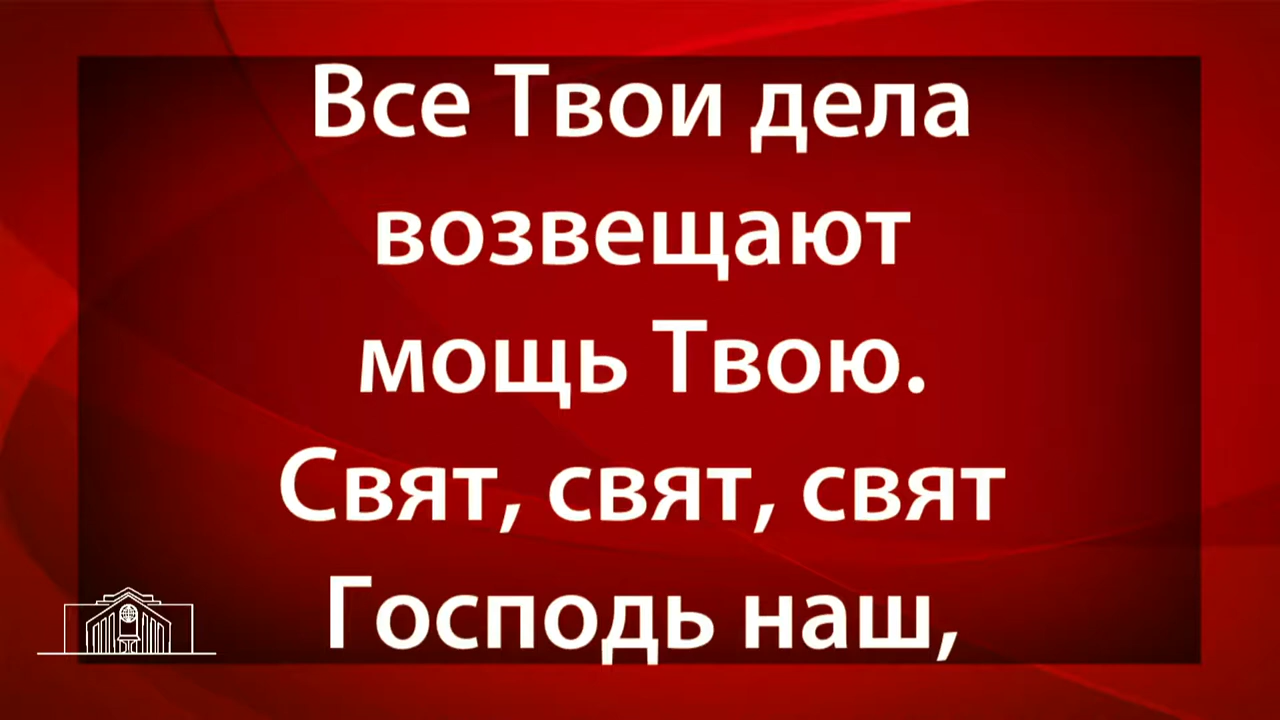 Все Твои дела
возвещают
мощь Твою.
Свят, свят, свят
Господь наш,